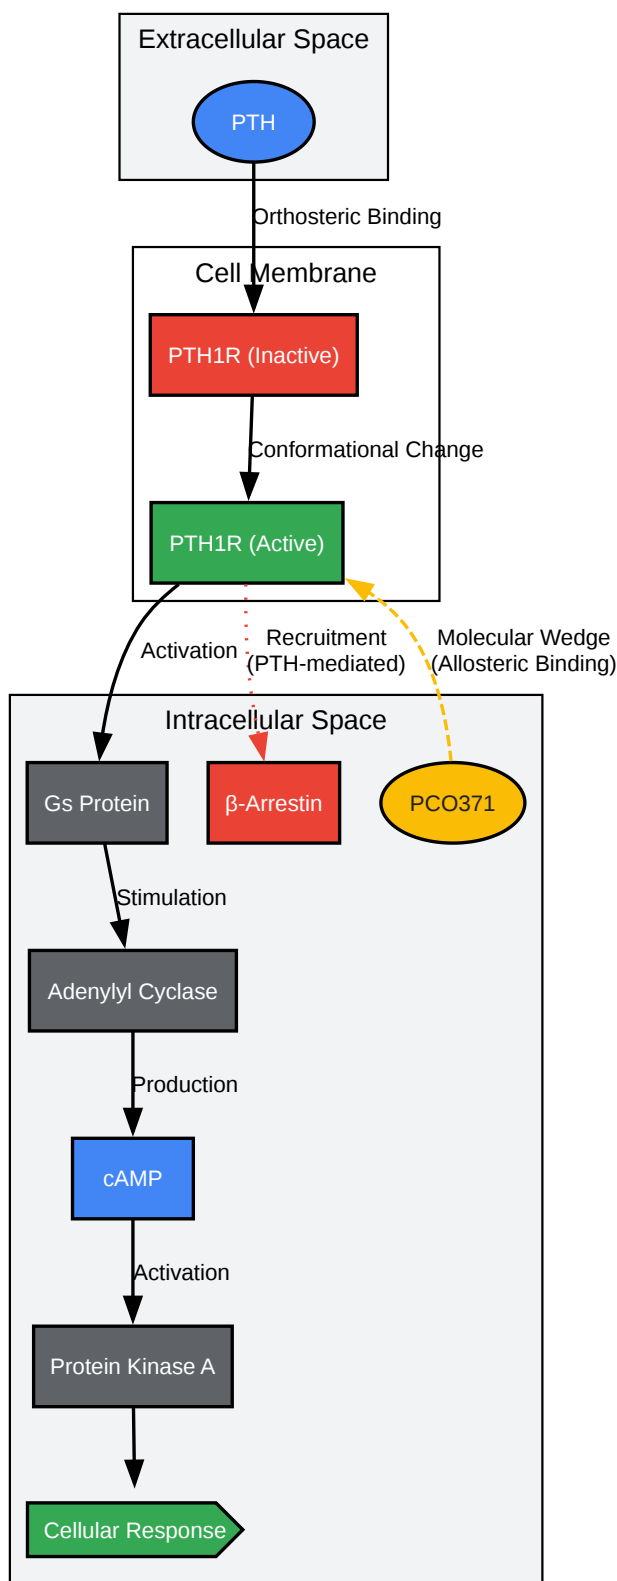 Extracellular Space
PTH
Orthosteric Binding
Cell Membrane
PTH1R (Inactive)
Conformational Change
PTH1R (Active)
Activation
Recruitment
(PTH-mediated)
Molecular Wedge
(Allosteric Binding)
Intracellular Space
Gs Protein
β-Arrestin
PCO371
Stimulation
Adenylyl Cyclase
Production
cAMP
Activation
Protein Kinase A
Cellular Response